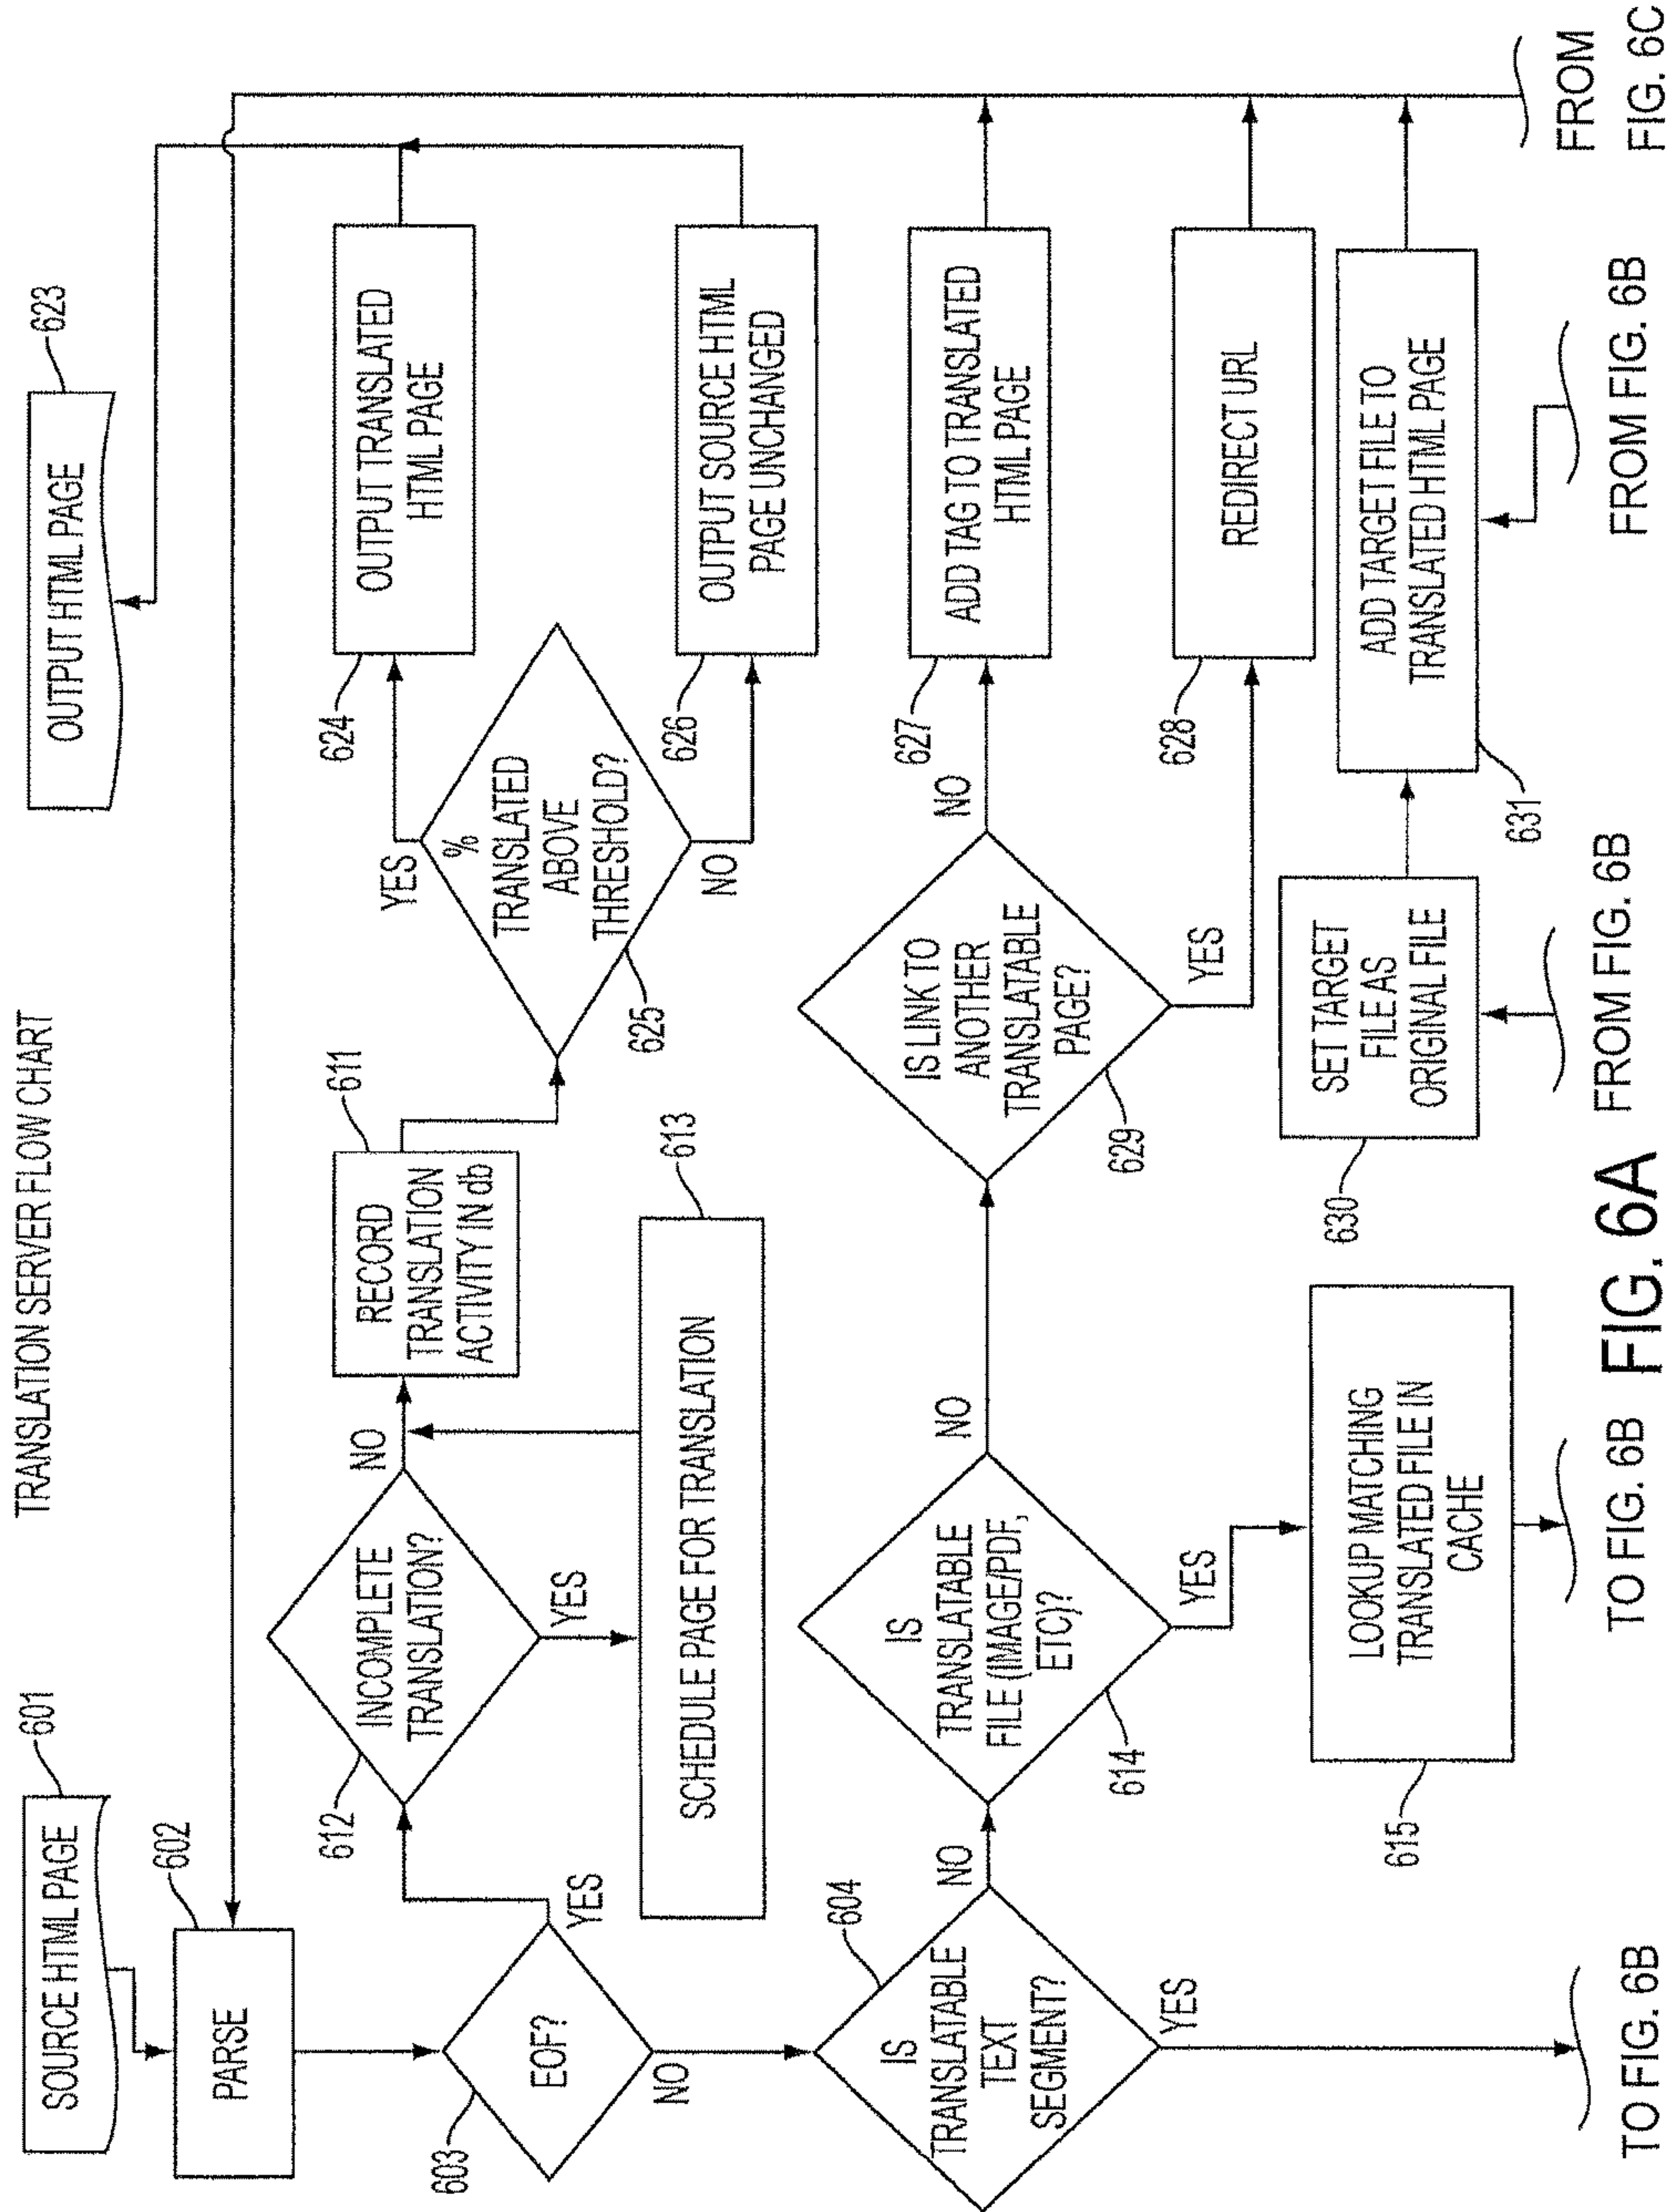 TRANSLATION SERVER FLOW CHART
SOURCE HTML PAGE
601
OUTPUT HTML PAGE
623
PARSE
602
EOF?
603
YES
NO
INCOMPLETE
TRANSLATION?
612
NO
YES
RECORD
TRANSLATION
ACTIVITY IN db
611
SCHEDULE PAGE FOR TRANSLATION
613
%
TRANSLATED
ABOVE
THRESHOLD?
625
YES
NO
OUTPUT TRANSLATED
HTML PAGE
624
OUTPUT SOURCE HTML
PAGE UNCHANGED
626
IS
TRANSLATABLE
TEXT
SEGMENT?
604
NO
YES
IS
TRANSLATABLE
FILE (IMAGE/PDF,
ETC)?
614
NO
YES
IS LINK TO
ANOTHER
TRANSLATABLE
PAGE?
629
NO
YES
ADD TAG TO TRANSLATED
HTML PAGE
627
REDIRECT URL
628
LOOKUP MATCHING
TRANSLATED FILE IN
CACHE
615
SET TARGET
FILE AS
ORIGINAL FILE
630
ADD TARGET FILE TO
TRANSLATED HTML PAGE
631
TO FIG. 6B
TO FIG. 6B
FIG. 6A
FROM FIG. 6B
FROM FIG. 6B
FROM
FIG. 6C